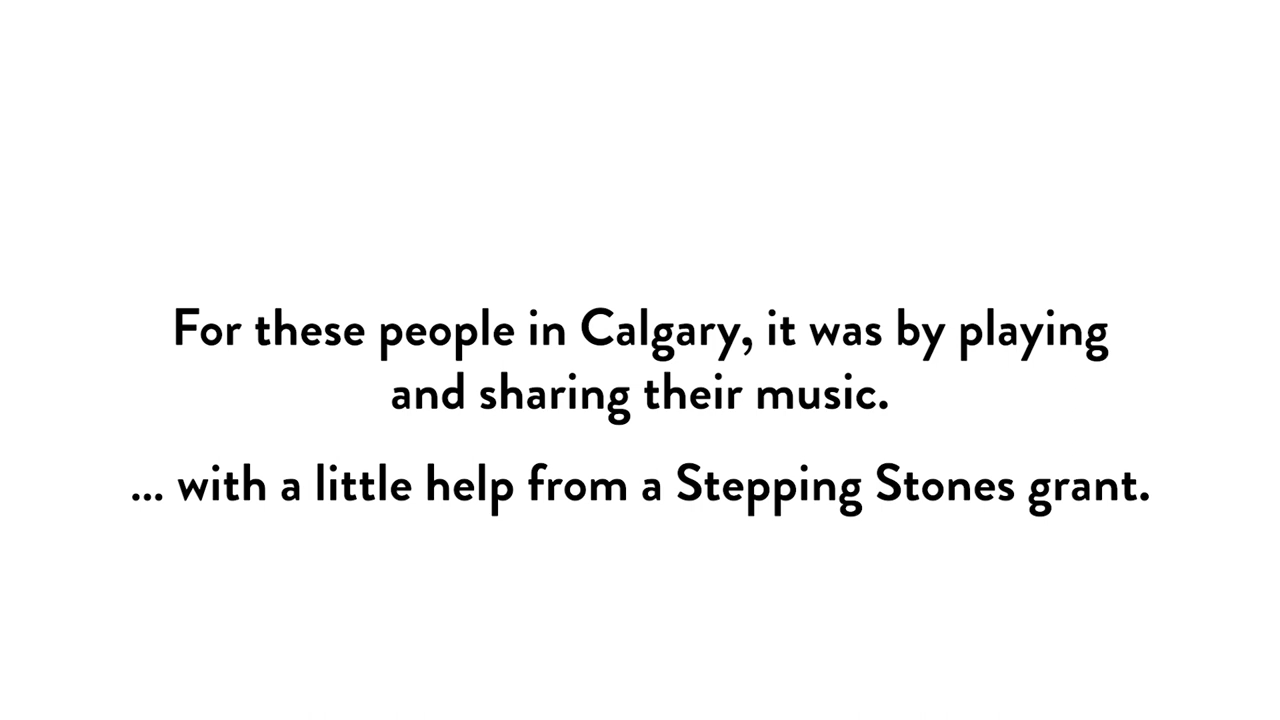 For these people in Calgary, it was by playing
and sharing their music.
... with a little help from a Stepping Stones grant.